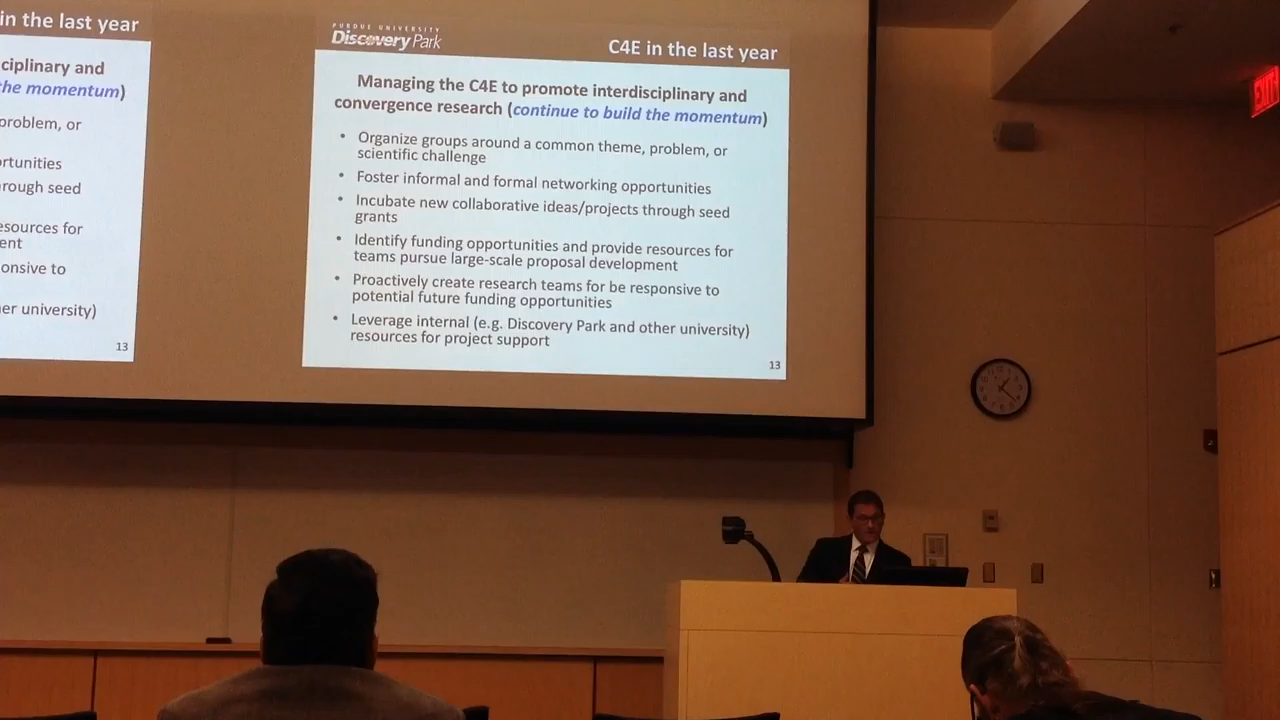 in the last year
ciplinary and
the momentum)
problem, or
rtunities
rough seed
esources for
ent
onsive to
er university)
13
PURDUE UNIVERSITY
Discovery Park
C4E in the last year
Managing the C4E to promote interdisciplinary and
convergence research (continue to build the momentum)
• Organize groups around a common theme, problem, or
scientific challenge
• Foster informal and formal networking opportunities
• Incubate new collaborative ideas/projects through seed
grants
• Identify funding opportunities and provide resources for
teams pursue large-scale proposal development
• Proactively create research teams for be responsive to
potential future funding opportunities
• Leverage internal (e.g. Discovery Park and other university)
resources for project support
13
EXIT